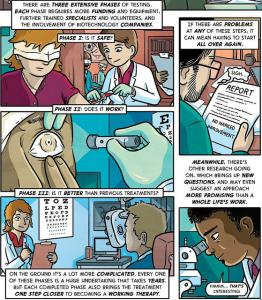 THERE ARE THREE EXTENSIVE PHASES OF TESTING.
EACH PHASE REQUIRES MORE FUNDING AND EQUIPMENT,
FURTHER TRAINED SPECIALISTS AND VOLUNTEERS, AND
THE INVOLVEMENT OF BIOTECHNOLOGY COMPANIES.
PHASE I: IS IT SAFE?
PHASE II: DOES IT WORK?
E
PHASE III: IS IT BETTER THAN PREVIOUS TREATMENTS?
TOZ
ON THE GROUND IT'S A LOT MORE COMPLICATED. EVERY ONE
OF THESE PHASES IS A HUGE UNDERTAKING THAT TAKES YEARS.
BUT EACH COMPLETED PHASE ALSO BRINGS THE TREATMENT
ONE STEP CLOSER TO BECOMING A WORKING THERAPY.
IF THERE ARE PROBLEMS
AT ANY OF THESE STEPS, IT
CAN MEAN HAVING TO START
ALL OVER AGAIN.
SIGH...
REPORT
NO MARKED
IMPROVEMENT
MEANWHILE, THERE'S
OTHER RESEARCH GOING
ON, WHICH BRINGS UP NEW
QUESTIONS, AND MAY EVEN
SUGGEST AN APPROACH
MORE PROMISING THAN A
WHOLE LIFE'S WORK.
HMMM... THAT'S
INTERESTING